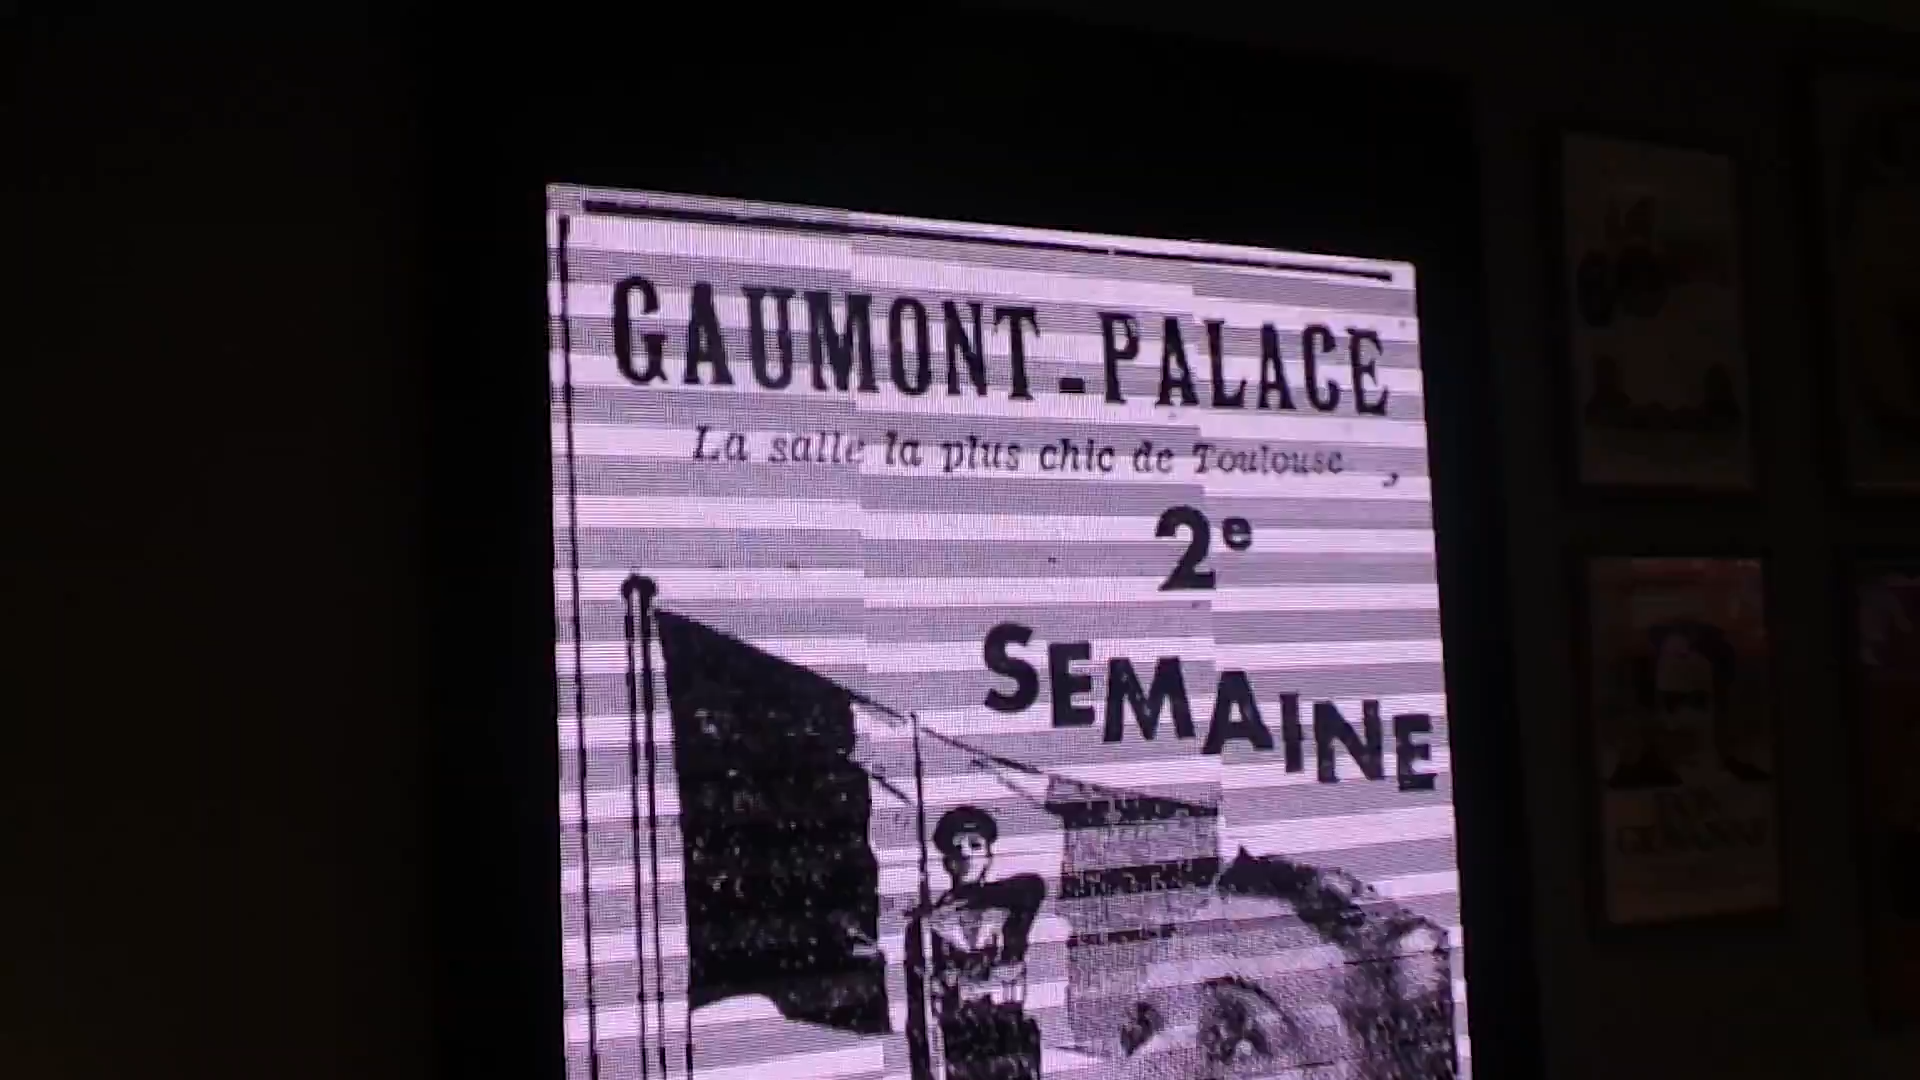 GAUMONT-PALACE
La salle la plus chic de Toulouse
2e
SEMAINE